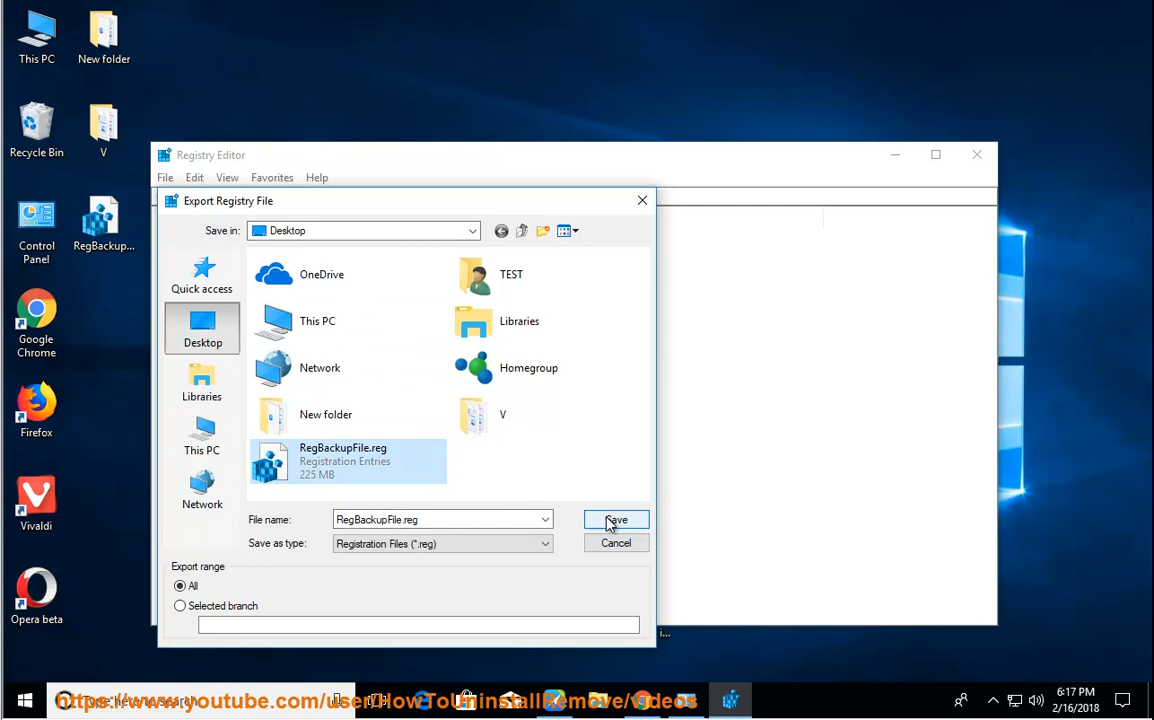 This PC
New folder
Recycle Bin
V
Control
Panel
RegBackup...
Google
Chrome
Firefox
Vivaldi
Opera beta
Registry Editor
File Edit View Favorites Help
Export Registry File
Save in: Desktop
Quick access
Desktop
Libraries
This PC
Network
OneDrive
TEST
This PC
Libraries
Network
Homegroup
New folder
V
RegBackupFile.reg
Registration Entries
225 MB
File name: RegBackupFile.reg Save
Save as type: Registration Files (*.reg) Cancel
Export range
All
Selected branch
i...
https://www.youtube.com/user/HowToUninstallRemove/videos
6:17 PM
2/16/2018